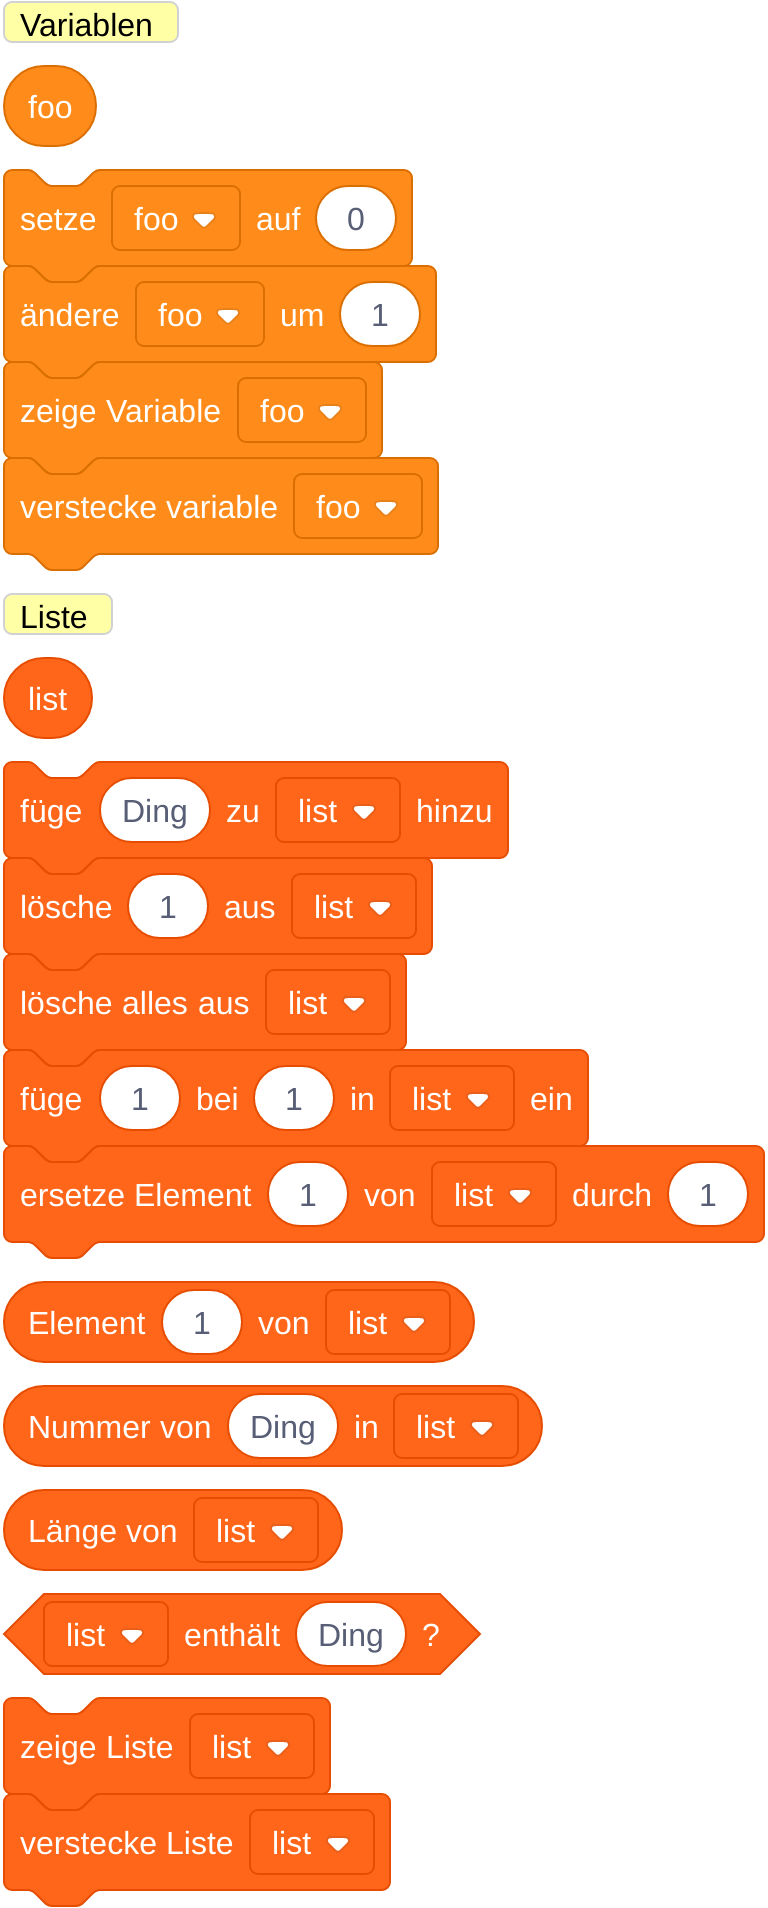 Variablen
foo
setze foo auf 0
ändere foo um 1
zeige Variable foo
verstecke variable foo
Liste
list
füge Ding zu list hinzu
lösche 1 aus list
lösche alles aus list
füge 1 bei 1 in list ein
ersetze Element 1 von list durch 1
Element 1 von list
Nummer von Ding in list
Länge von list
list enthält Ding ?
zeige Liste list
verstecke Liste list